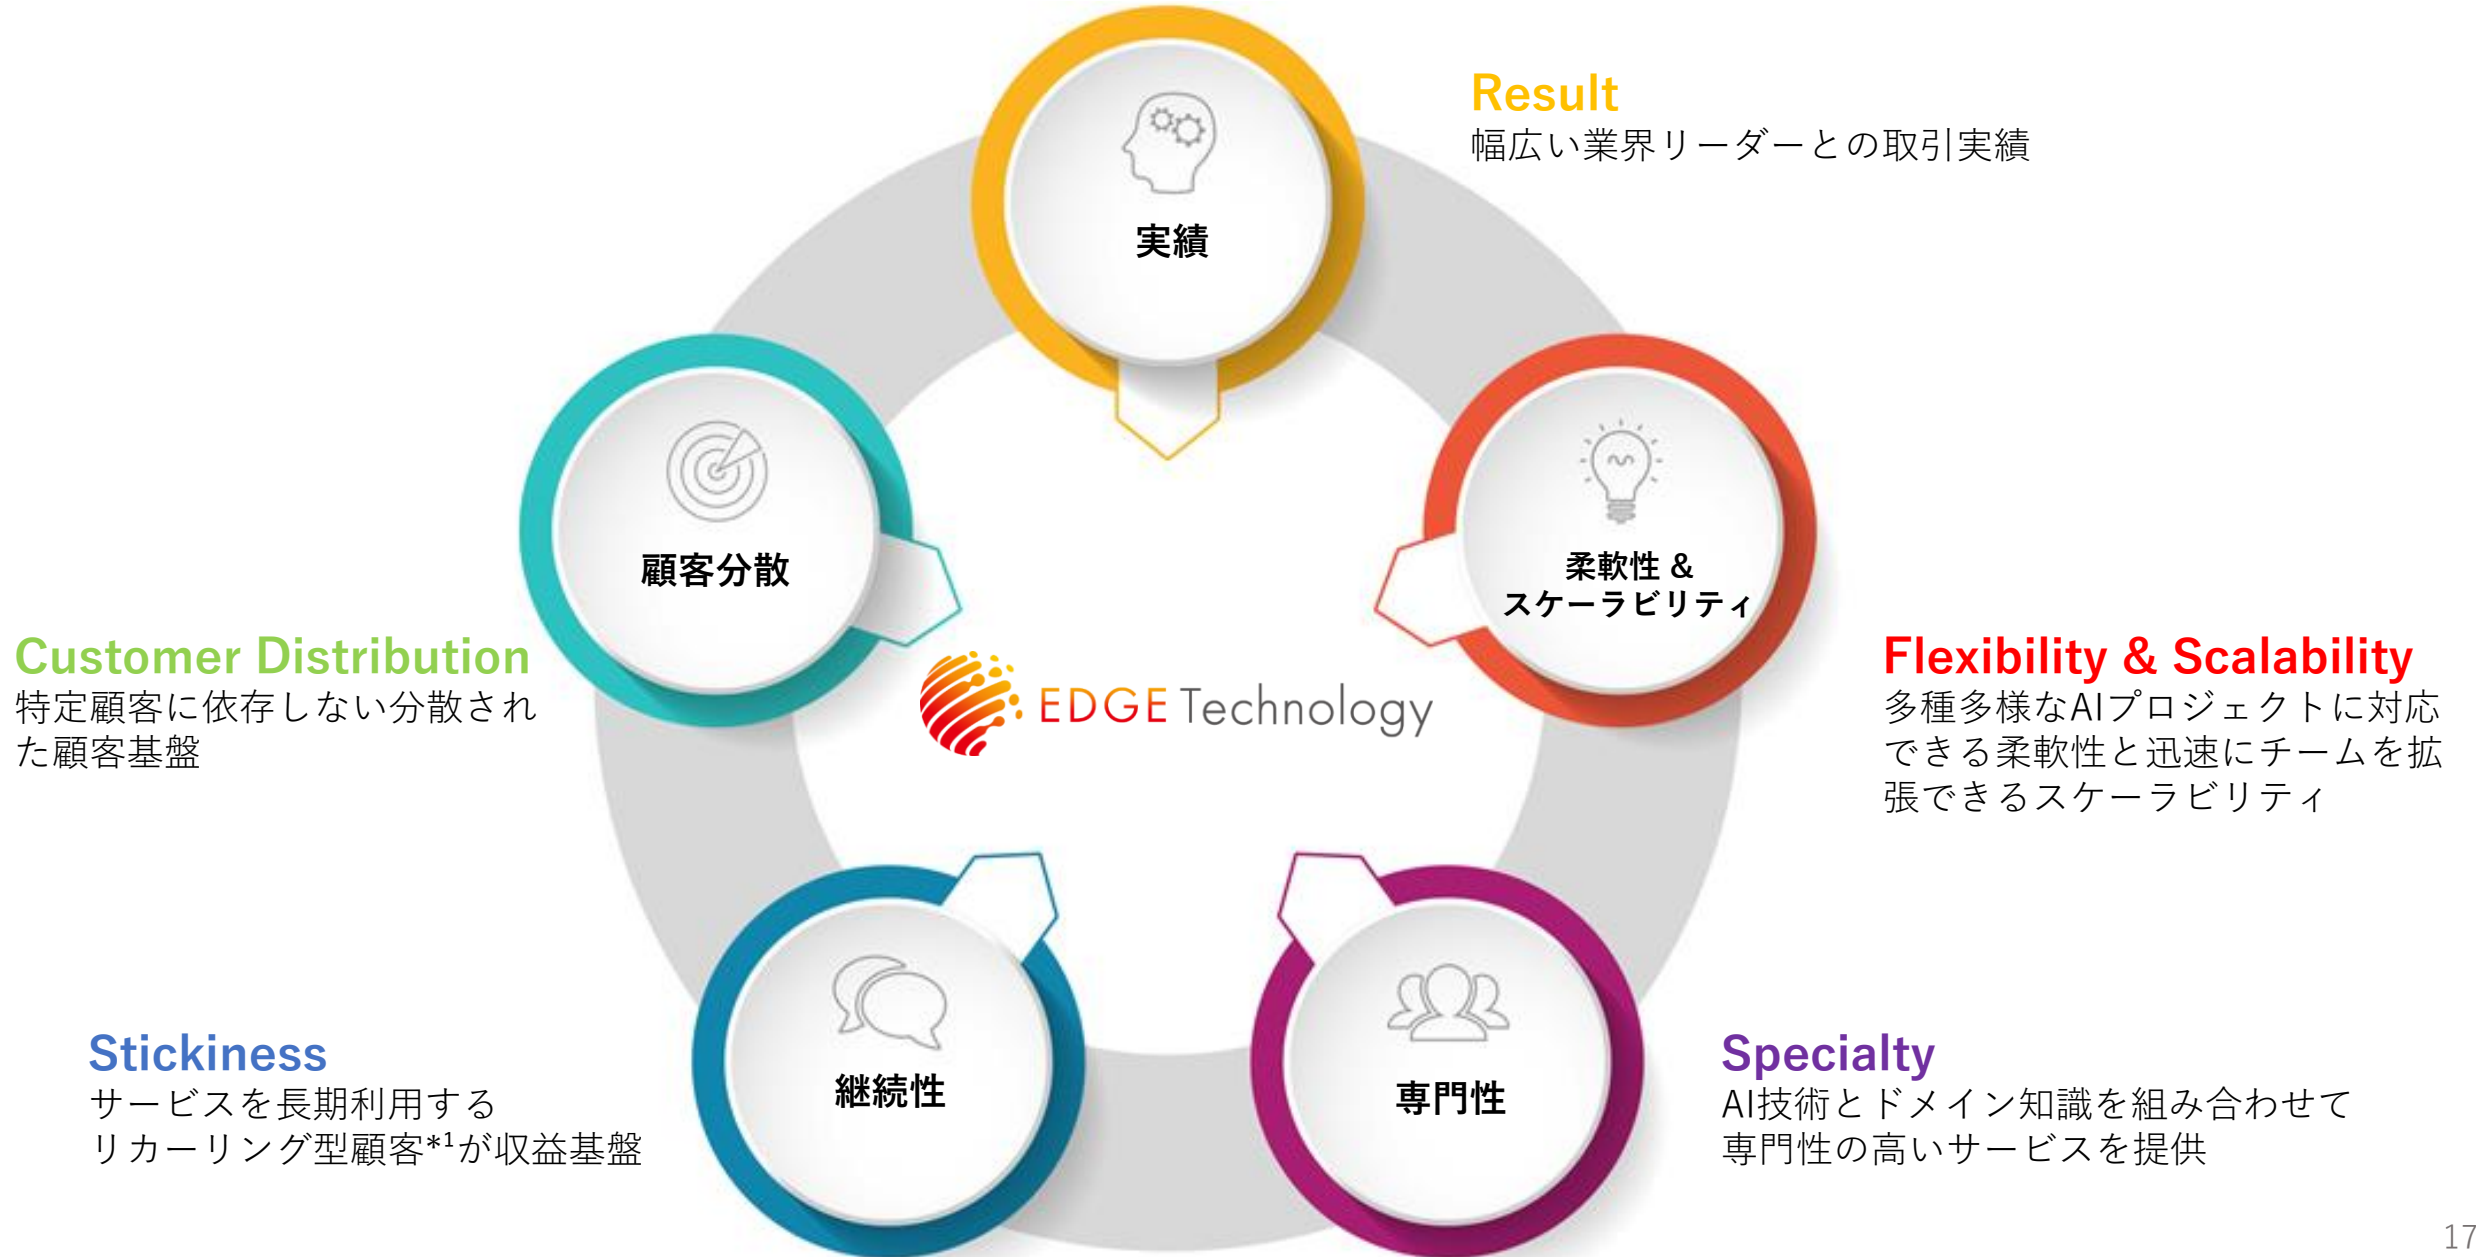 Result
幅広い業界リーダーとの取引実績
実績
顧客分散
柔軟性 &
スケーラビリティ
Customer Distribution
特定顧客に依存しない分散され
た顧客基盤
EDGE Technology
Flexibility & Scalability
多種多様なAIプロジェクトに対応
できる柔軟性と迅速にチームを拡
張できるスケーラビリティ
Stickiness
サービスを長期利用する
リカーリング型顧客*¹が収益基盤
継続性
専門性
Specialty
AI技術とドメイン知識を組み合わせて
専門性の高いサービスを提供
17